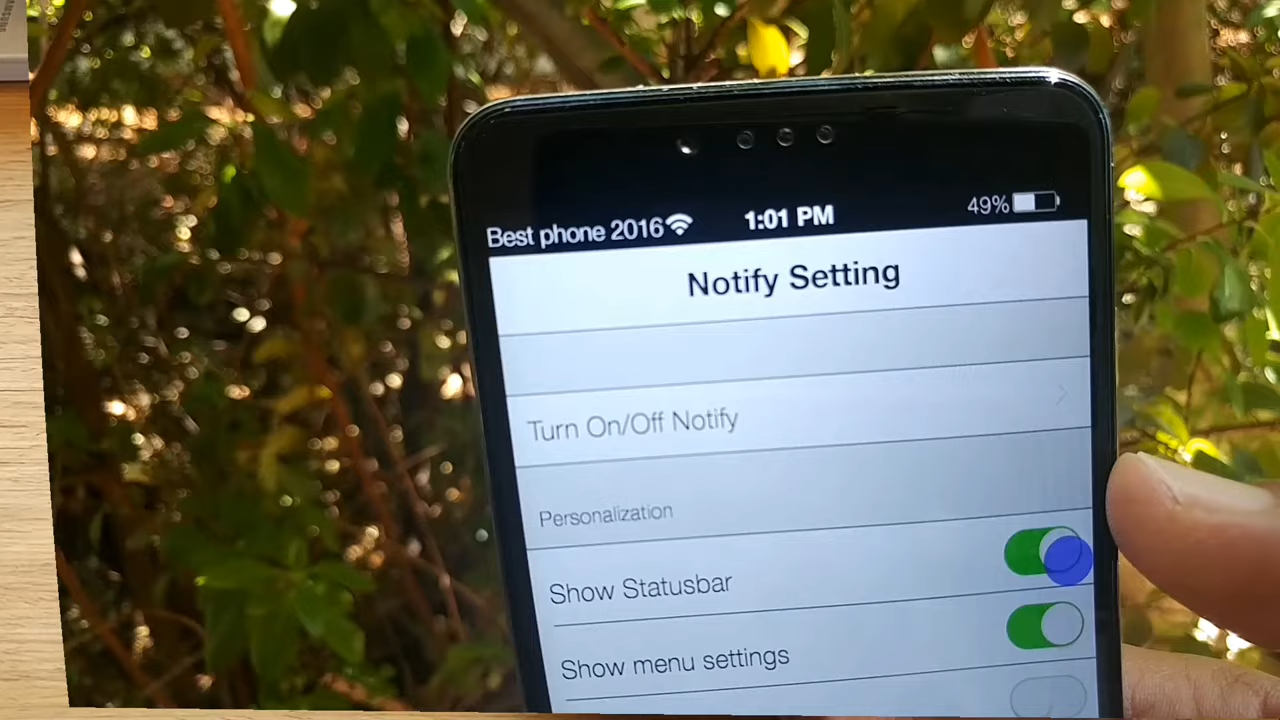 SAMSUNG
Best phone 2016 1:01 PM 49%
Notify Setting
Turn On/Off Notify
Personalization
Show Statusbar
Show menu settings